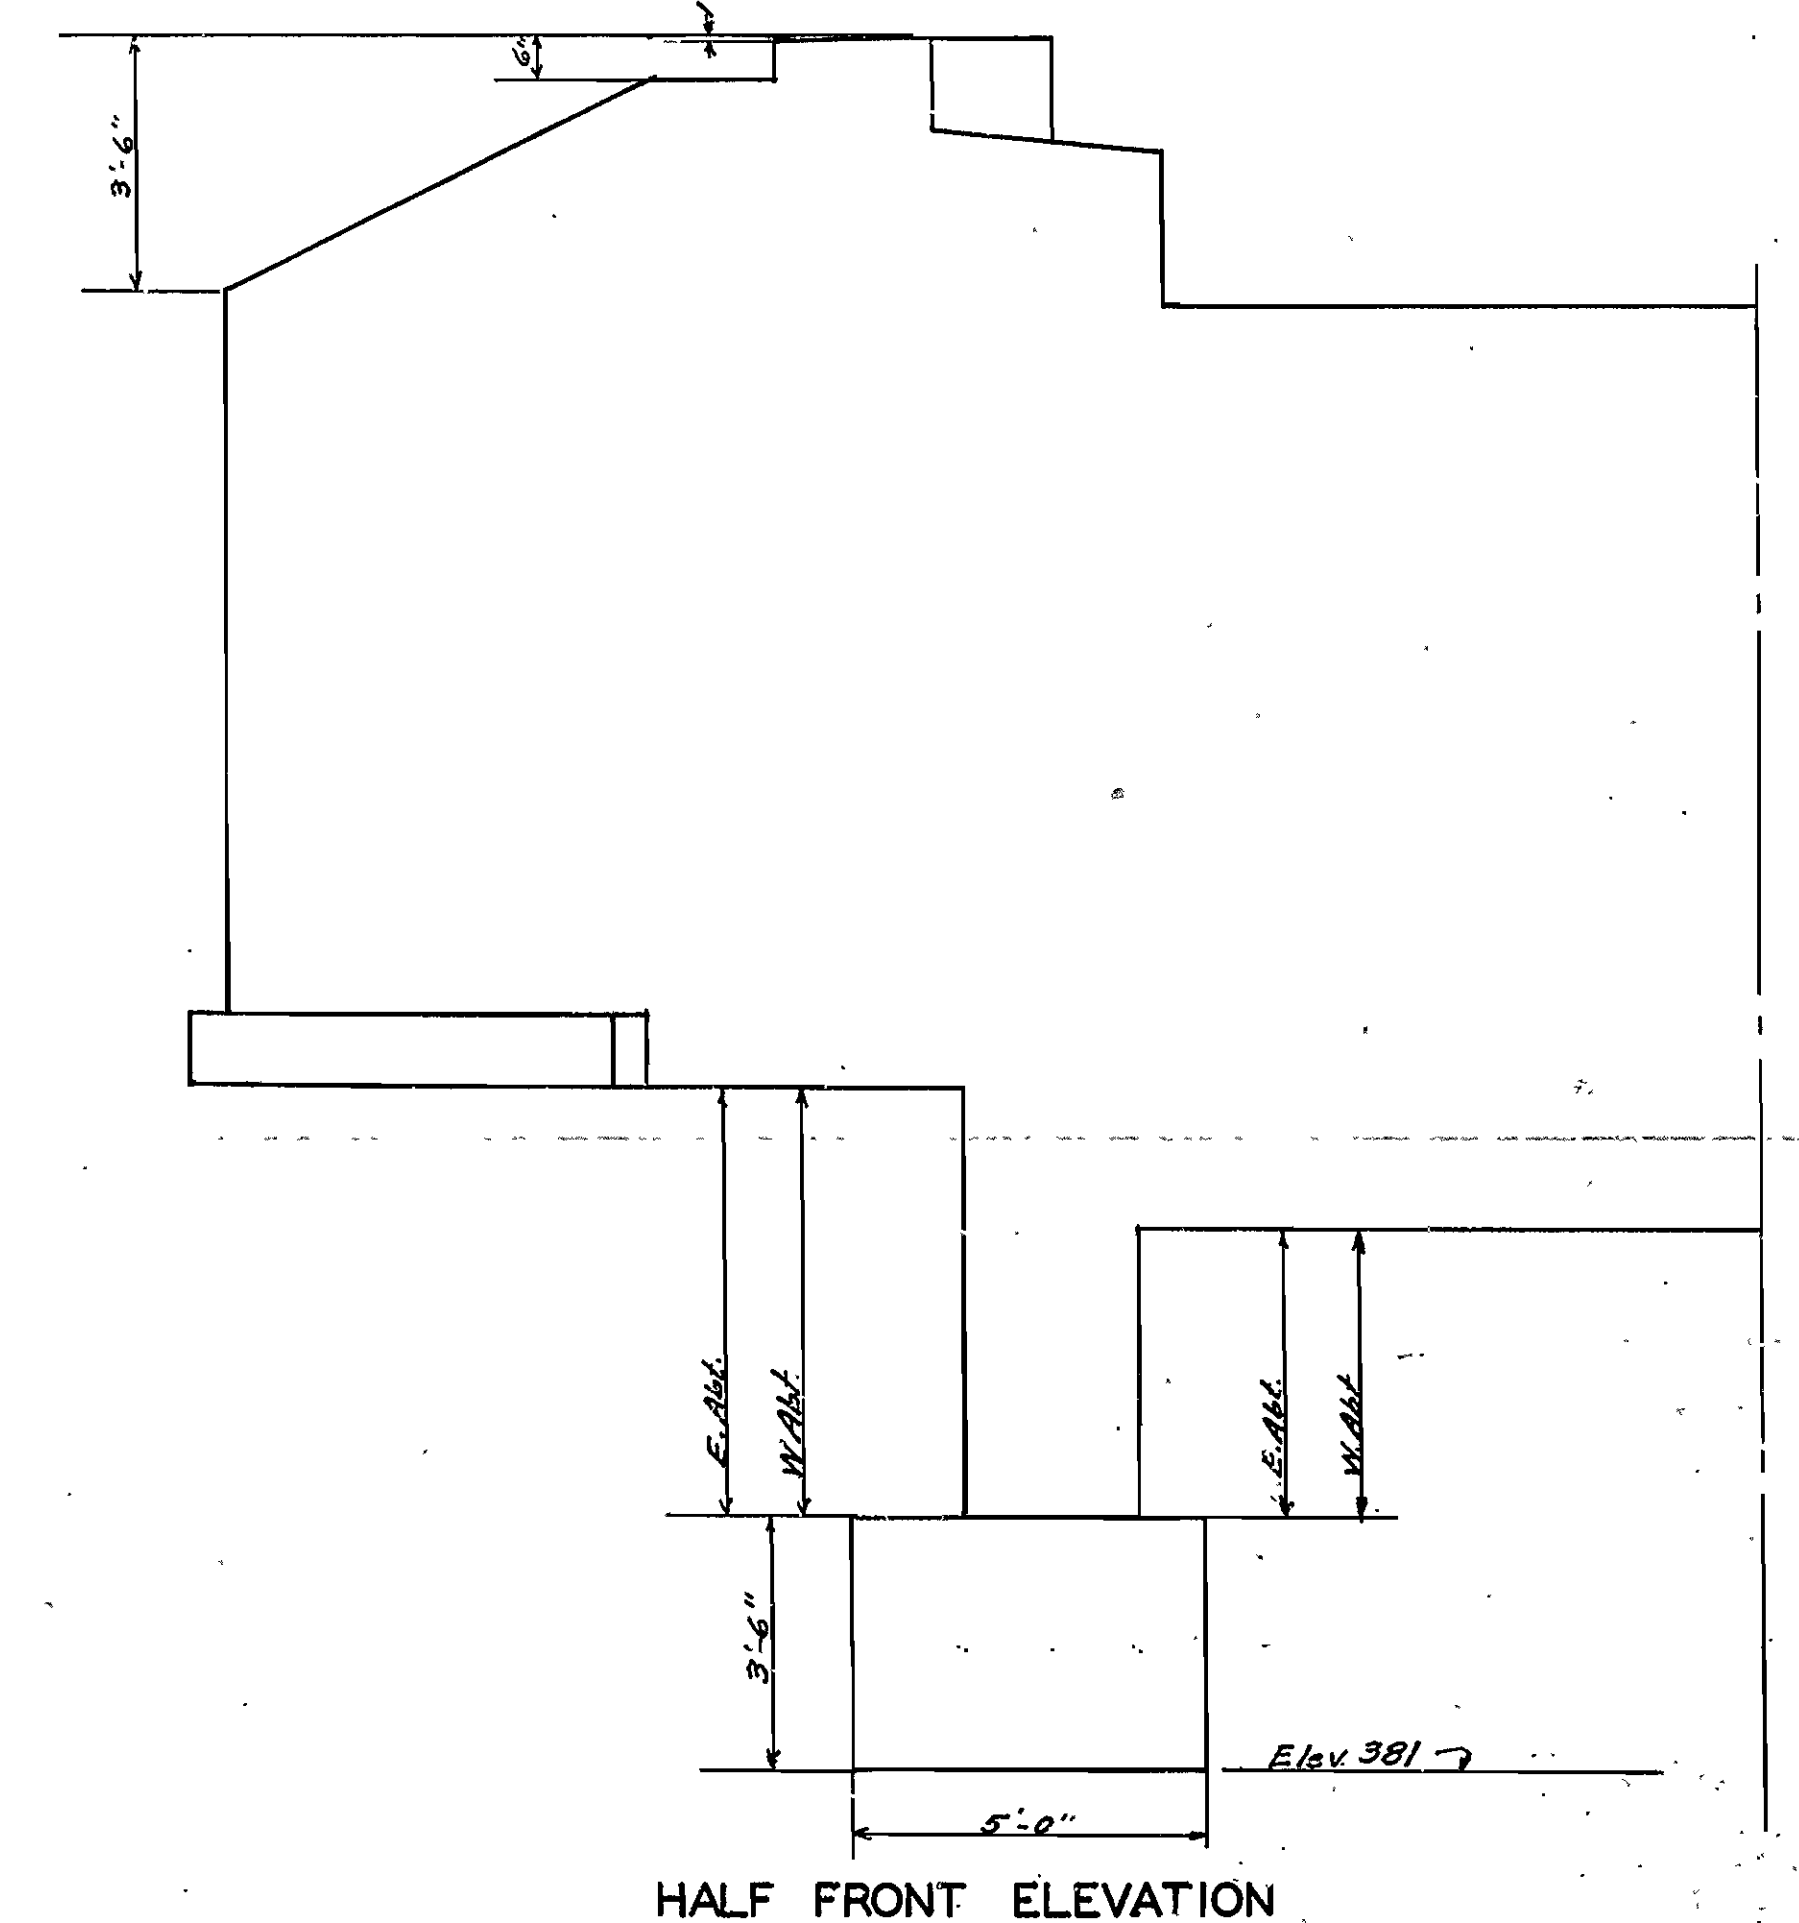 6"
3'-6"
E. Abt.
W. Abt.
E. Abt.
W. Abt
3'-6"
Elev. 381
5'-0"
HALF FRONT ELEVATION